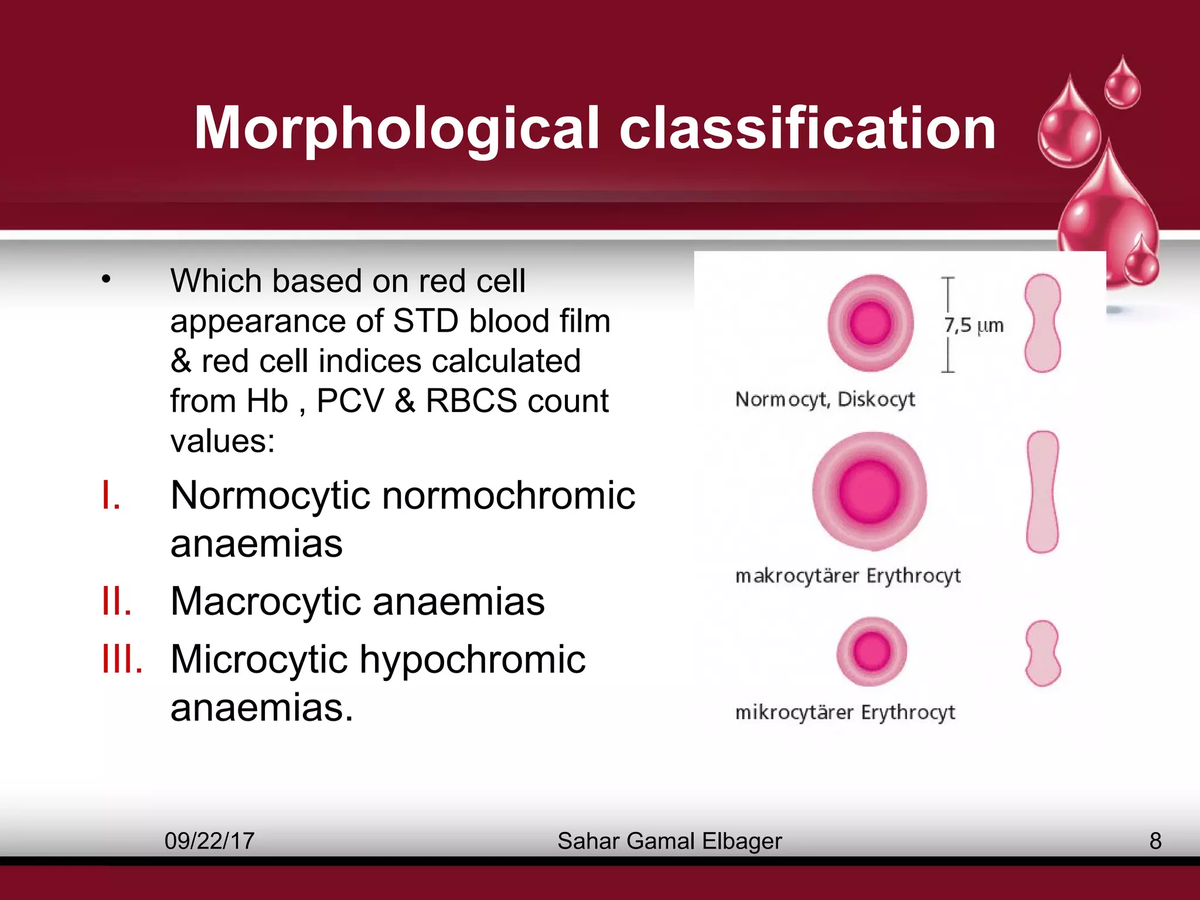 Morphological classification
• Which based on red cell
appearance of STD blood film
& red cell indices calculated
from Hb , PCV & RBCS count
values:
I. Normocytic normochromic
anaemias
II. Macrocytic anaemias
III. Microcytic hypochromic
anaemias.
7,5 µm
Normocyt, Diskocyt
makrocytärer Erythrocyt
mikrocytärer Erythrocyt
09/22/17
Sahar Gamal Elbager
8